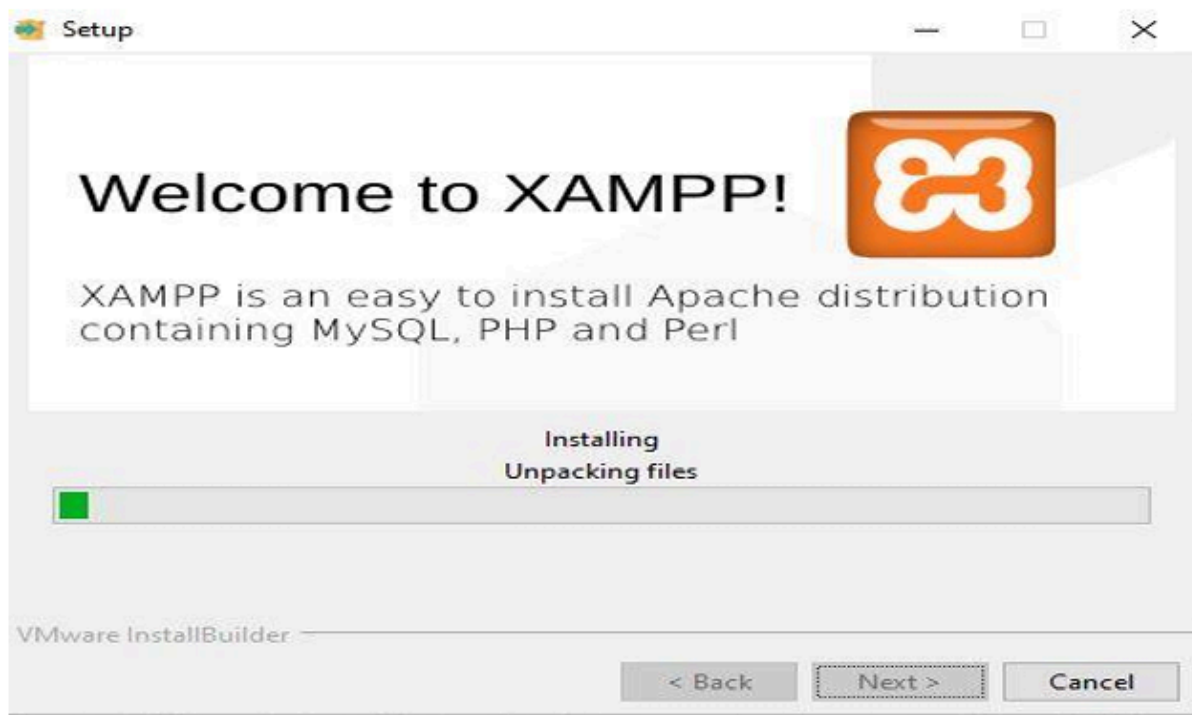 Setup
Welcome to XAMPP!
XAMPP is an easy to install Apache distribution
containing MySQL, PHP and Perl
Installing
Unpacking files
VMware InstallBuilder
< Back
Next >
Cancel